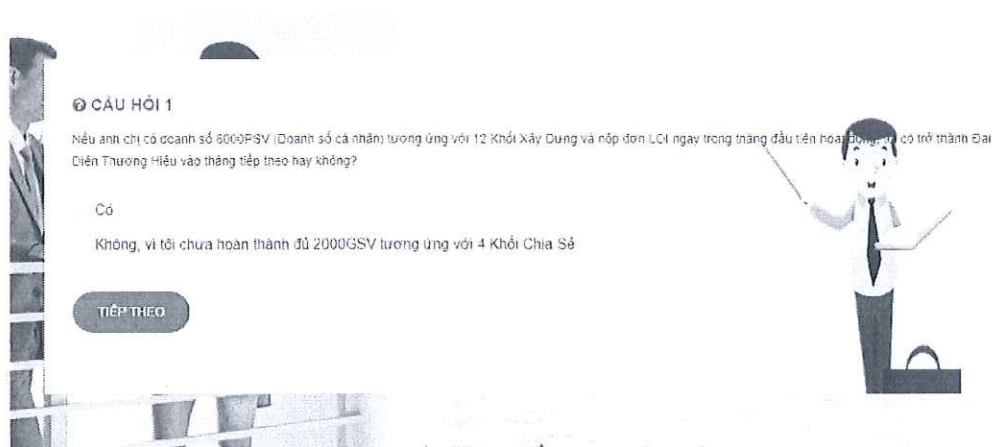 CÂU HỎI 1
Nếu anh chị có doanh số 6000PSV (Doanh số cá nhân) tương ứng với 12 Khối Xây Dựng và nộp đơn LOI ngay trong tháng đầu tiên hoạt động, có trở thành Đại
Diện Thương Hiệu vào tháng tiếp theo hay không?
Có
Không, vì tôi chưa hoàn thành đủ 2000GSV tương ứng với 4 Khối Chia Sẻ
TIẾP THEO